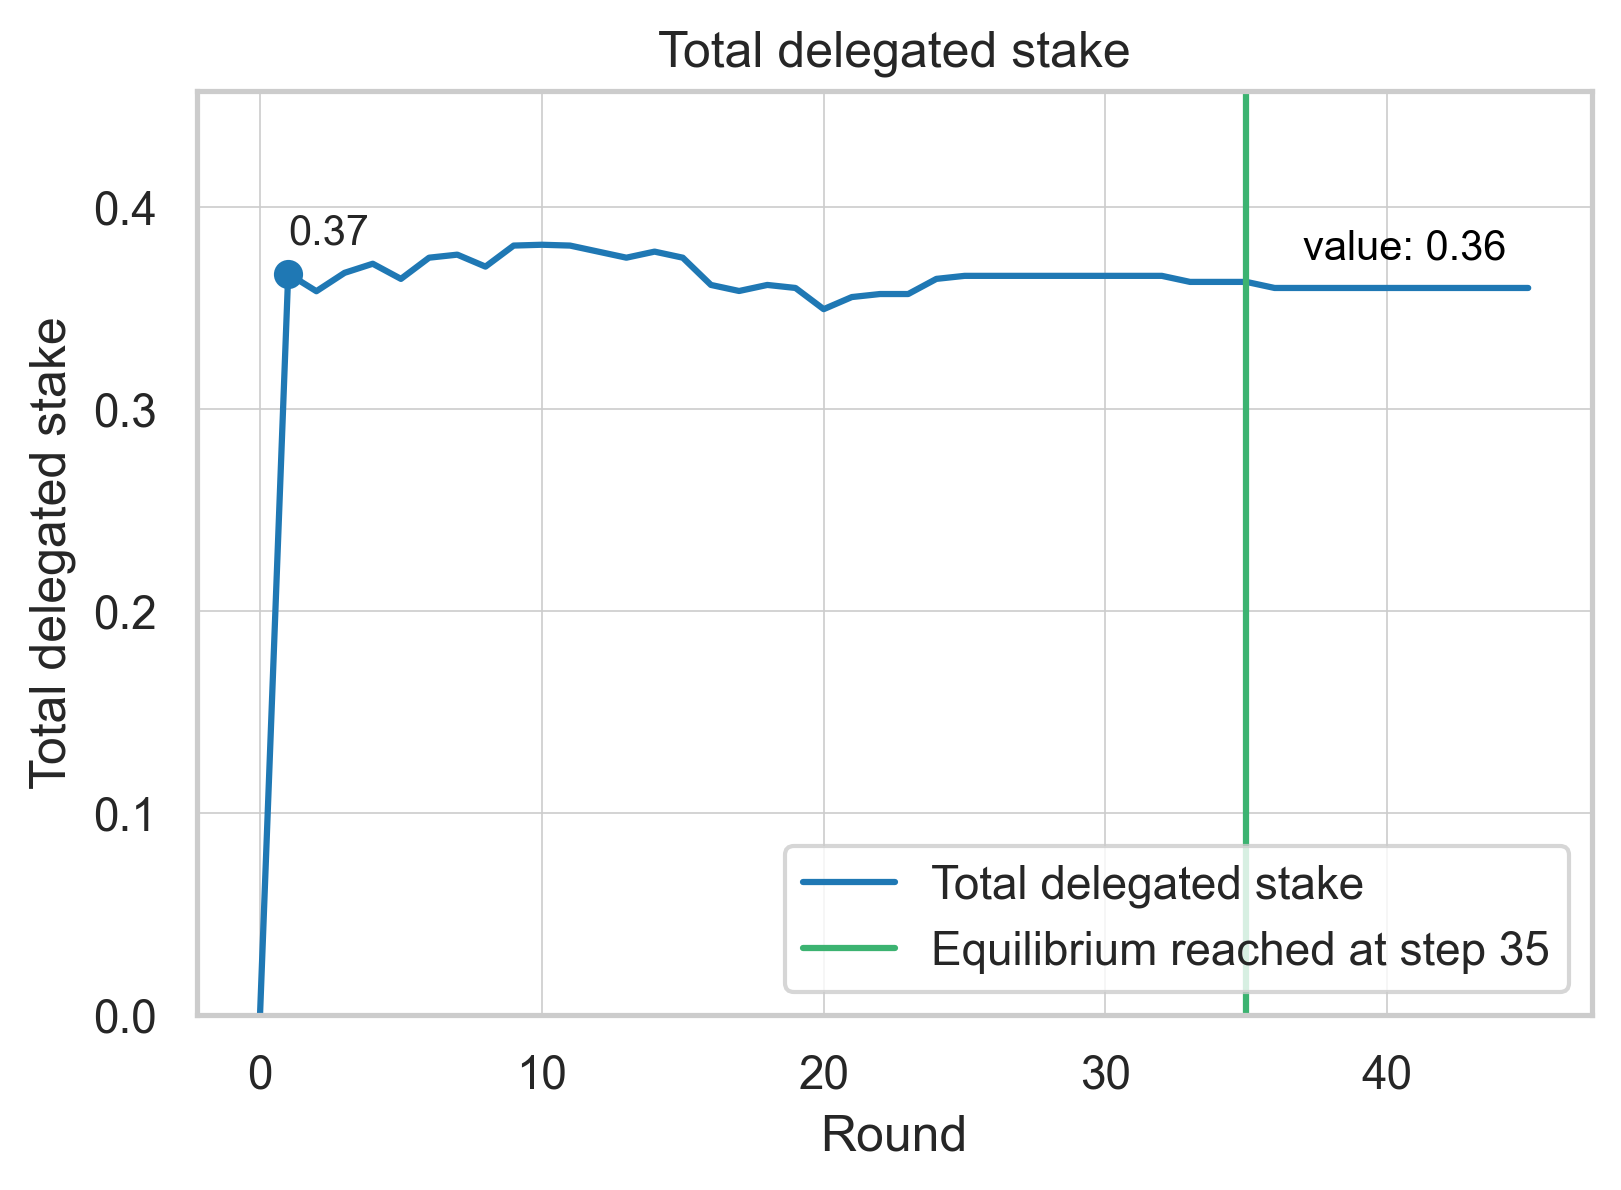 Total delegated stake
Total delegated stake
0.4
0.3
0.2
0.1
0.0
0.37
value: 0.36
Total delegated stake
Equilibrium reached at step 35
0 10 20 30 40
Round